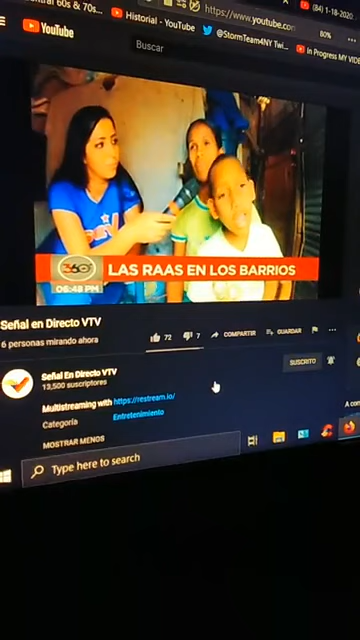 60s & 70s...
Historial - YouTube
https://www.youtube.co
(84) 1-18-2020
@StormTeam4NY Twi...
In Progress MY VIDE
80%
YouTube
Buscar
360°
LAS RAAS EN LOS BARRIOS
06:48 PM
Señal en Directo VTV
6 personas mirando ahora
72
7
COMPARTIR
GUARDAR
Señal En Directo VTV
13,500 suscriptores
SUSCRITO
Multistreaming with https://restream.io/
Categoría
Entretenimiento
MOSTRAR MENOS
Type here to search